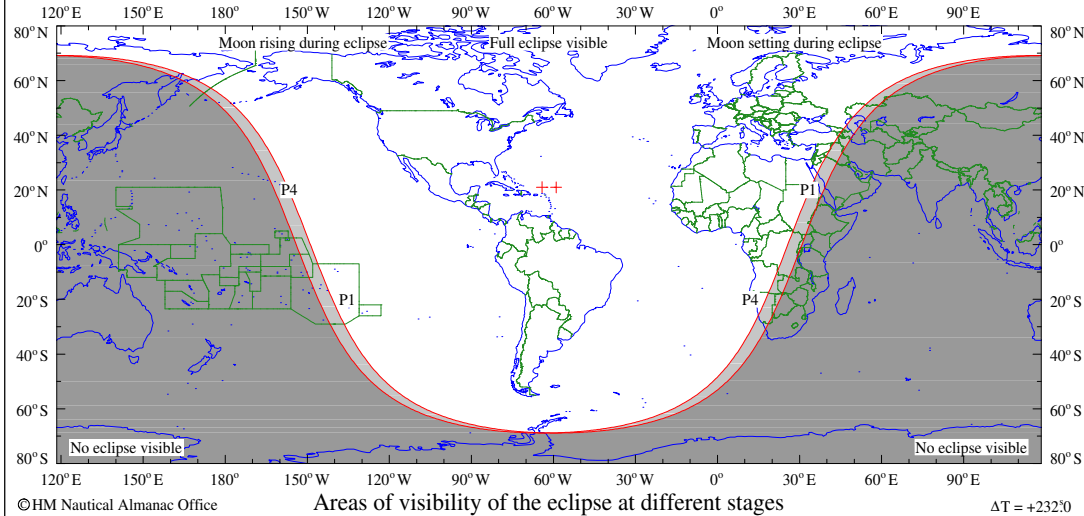 120° E 150° E 180° 150° W 120° W 90° W 60° W 30° W 0° 30° E 60° E 90° E
80° N 80° N
Moon rising during eclipse Full eclipse visible Moon setting during eclipse
60° N 60° N
40° N 40° N
20° N P4 P1 20° N
0° 0°
20° S P1 P4 20° S
40° S 40° S
60° S 60° S
No eclipse visible No eclipse visible
80° S 80° S
120° E 150° E 180° 150° W 120° W 90° W 60° W 30° W 0° 30° E 60° E 90° E
©HM Nautical Almanac Office Areas of visibility of the eclipse at different stages ΔT = +232ˢ.0